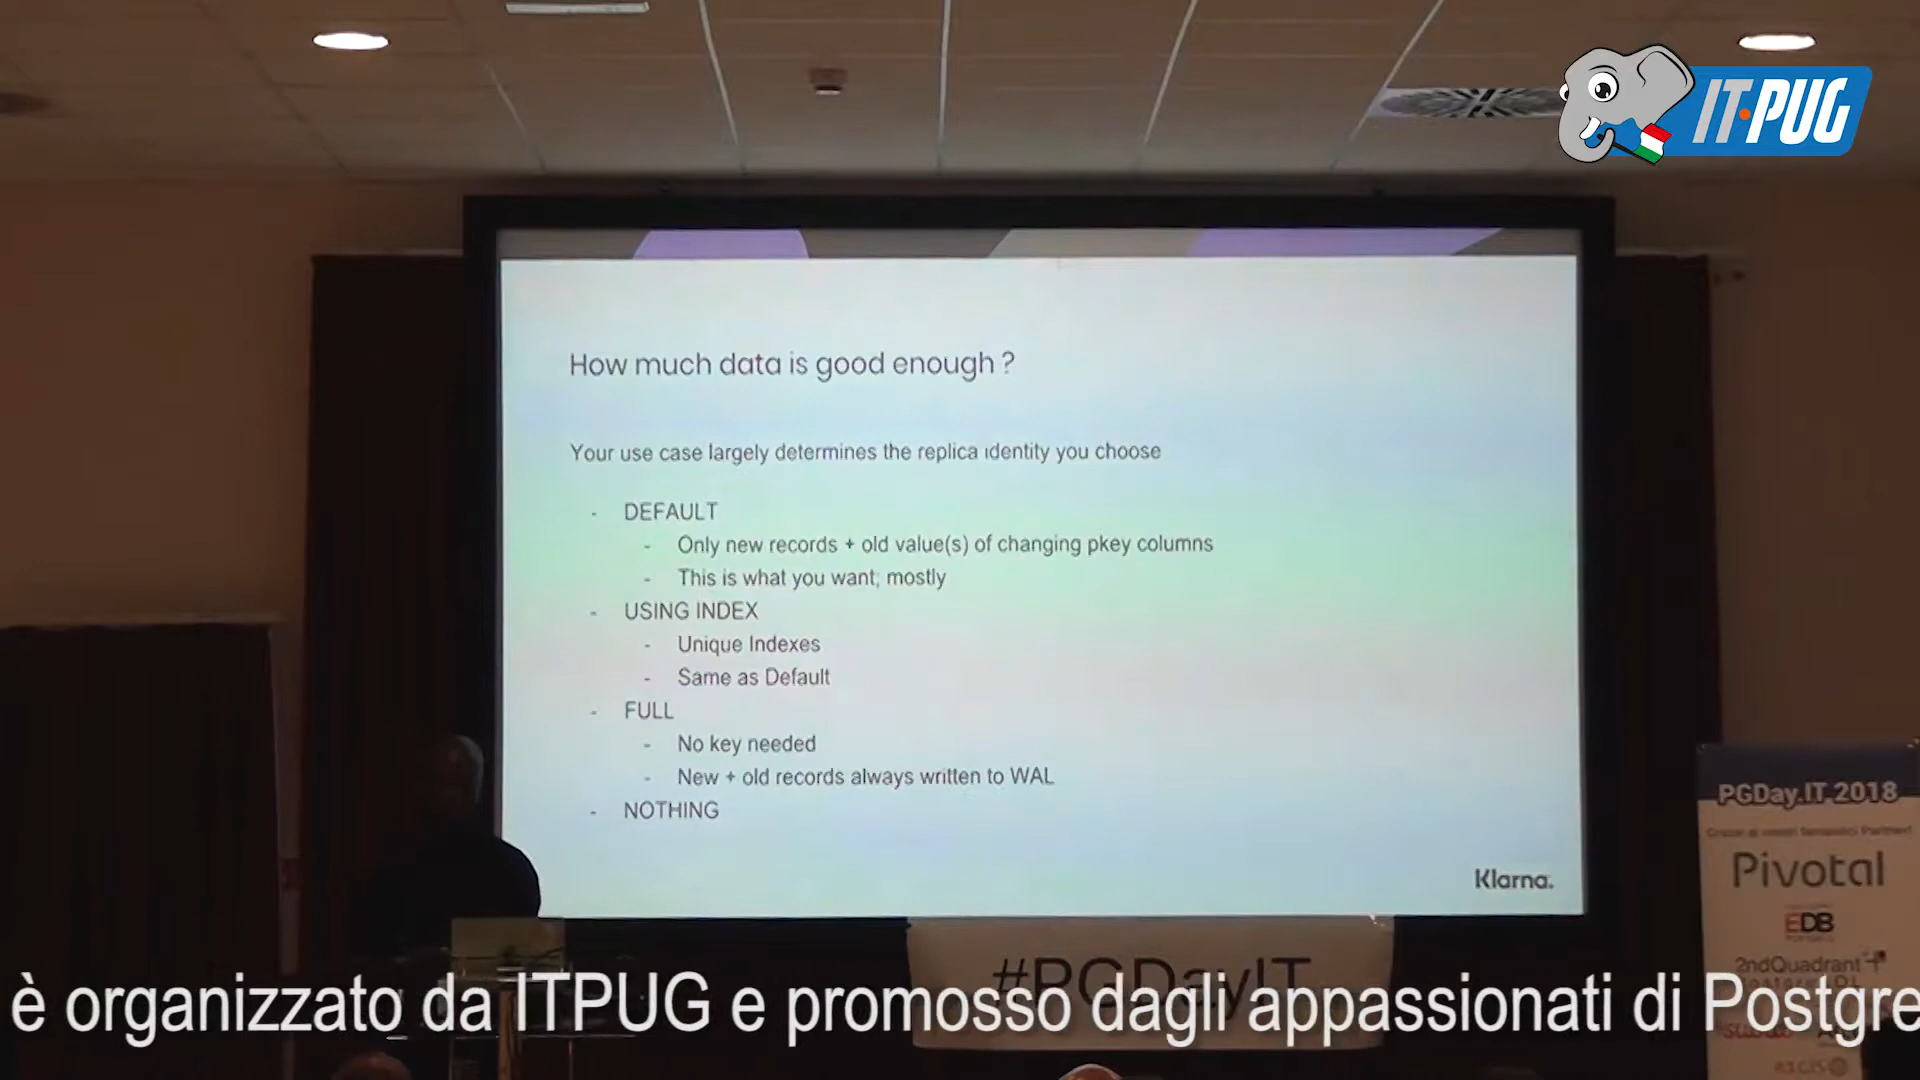 IT·PUG
How much data is good enough ?
Your use case largely determines the replica identity you choose
- DEFAULT
- Only new records + old value(s) of changing pkey columns
- This is what you want, mostly
- USING INDEX
- Unique Indexes
- Same as Default
- FULL
- No key needed
- New + old records always written to WAL
- NOTHING
Klarna.
PGDay.IT 2018
Pivotal
EDB
2ndQuadrant
#PGDayIT
è organizzato da ITPUG e promosso dagli appassionati di Postgre